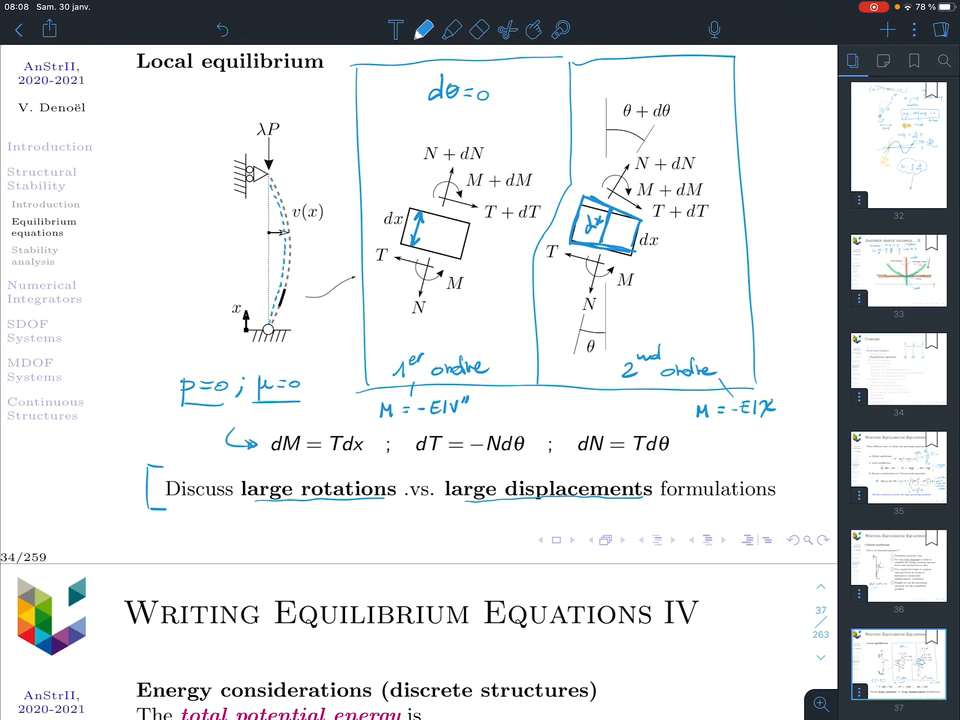 08:08 Sam. 30 janv.
78 %
AnStrII,
2020-2021
V. Denoël
Introduction
Structural
Stability
Introduction
Equilibrium
equations
Stability
analysis
Numerical
Integrators
SDOF
Systems
MDOF
Systems
Continuous
Structures
Local equilibrium
λP
v(x)
x
p=0 ; μ=0
dθ=0
N + dN
M + dM
T + dT
dx
T
M
N
1er ordre
M = -EIV"
θ + dθ
N + dN
M + dM
T + dT
dx
dx
T
M
N
θ
2nd ordre
M = -EIχ
dM = Tdx ; dT = −Ndθ ; dN = Tdθ
Discuss large rotations .vs. large displacements formulations
34/259
Writing Equilibrium Equations IV
AnStrII,
2020-2021
Energy considerations (discrete structures)
The total potential energy is
32
33
34
35
36
37
37
263